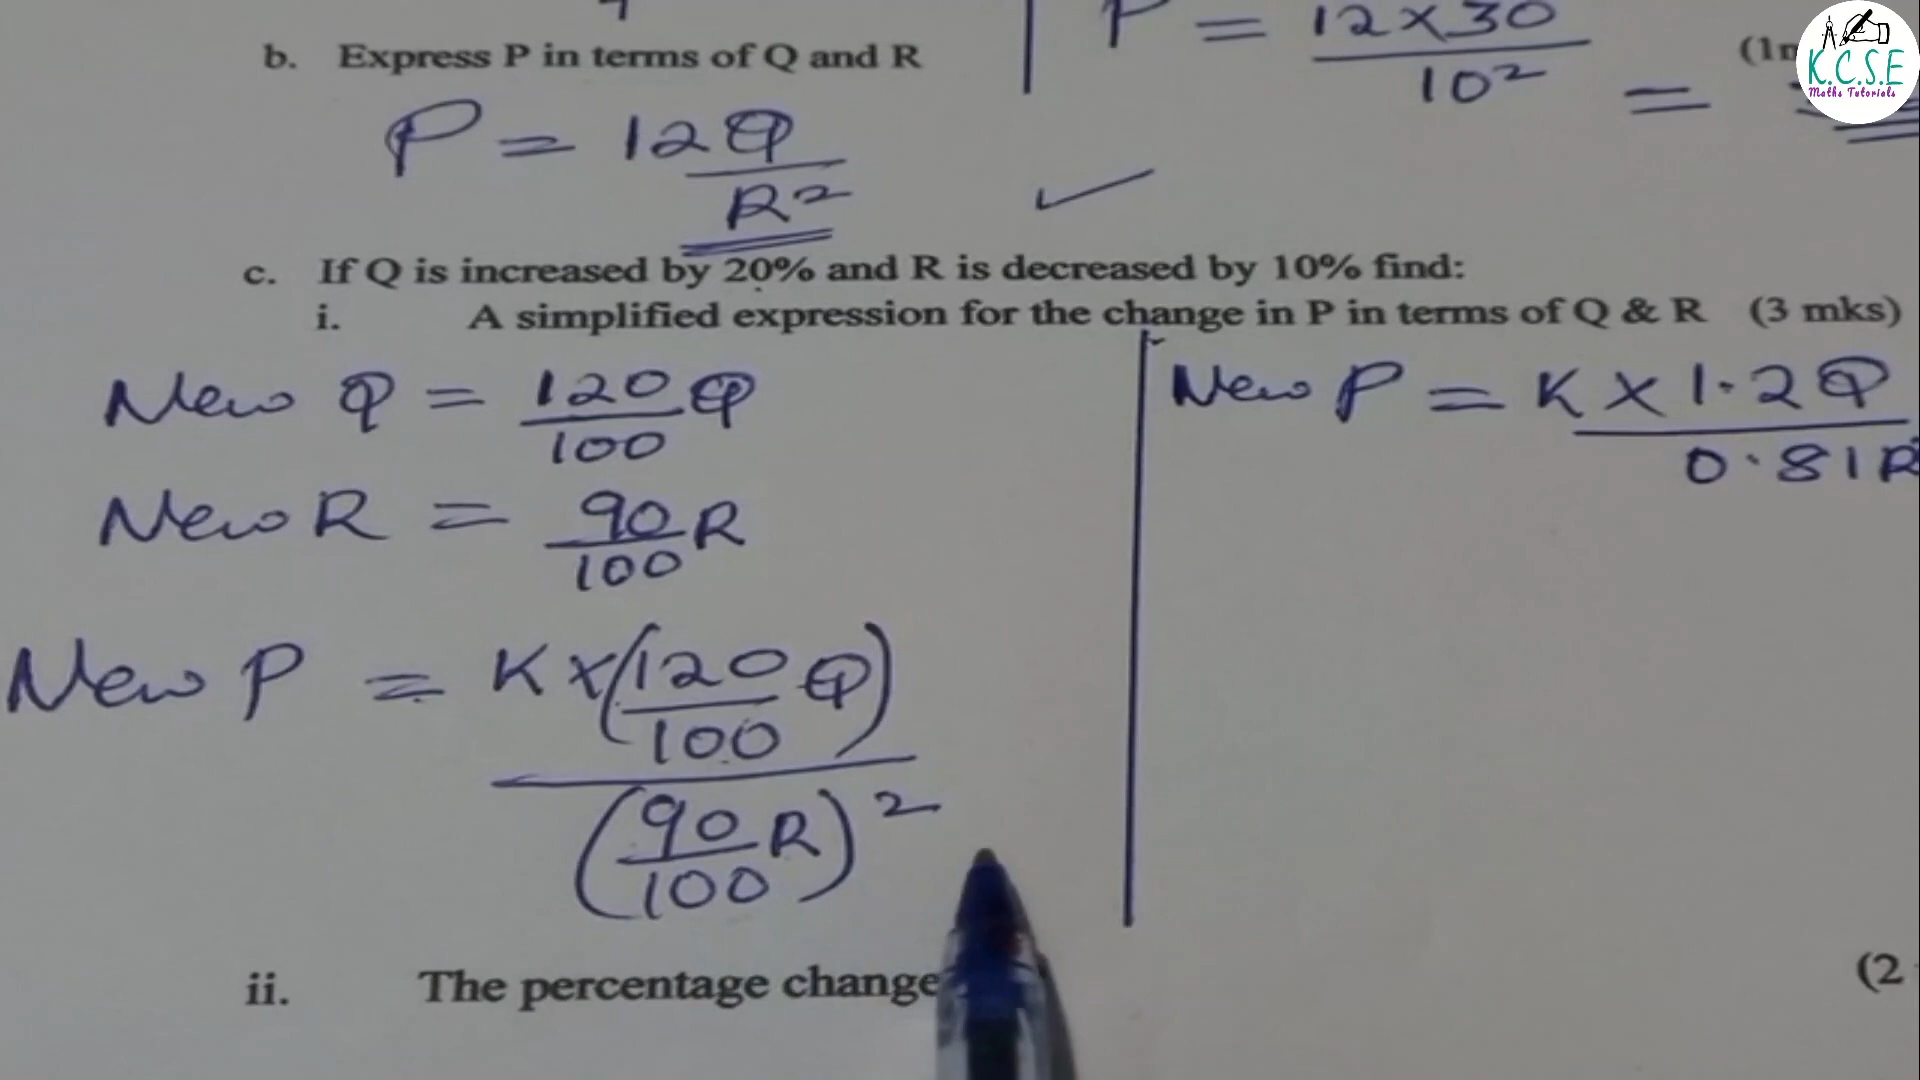 P = 12 × 30 / 10² =
b. Express P in terms of Q and R (1m
P = 12Q / R²
c. If Q is increased by 20% and R is decreased by 10% find:
i. A simplified expression for the change in P in terms of Q & R (3 mks)
New Q = 120/100 Q
New R = 90/100 R
New P = K × (120/100 Q) / (90/100 R)²
New P = K × 1.2Q / 0.81R
ii. The percentage change (2
K.C.S.E
Maths Tutorials